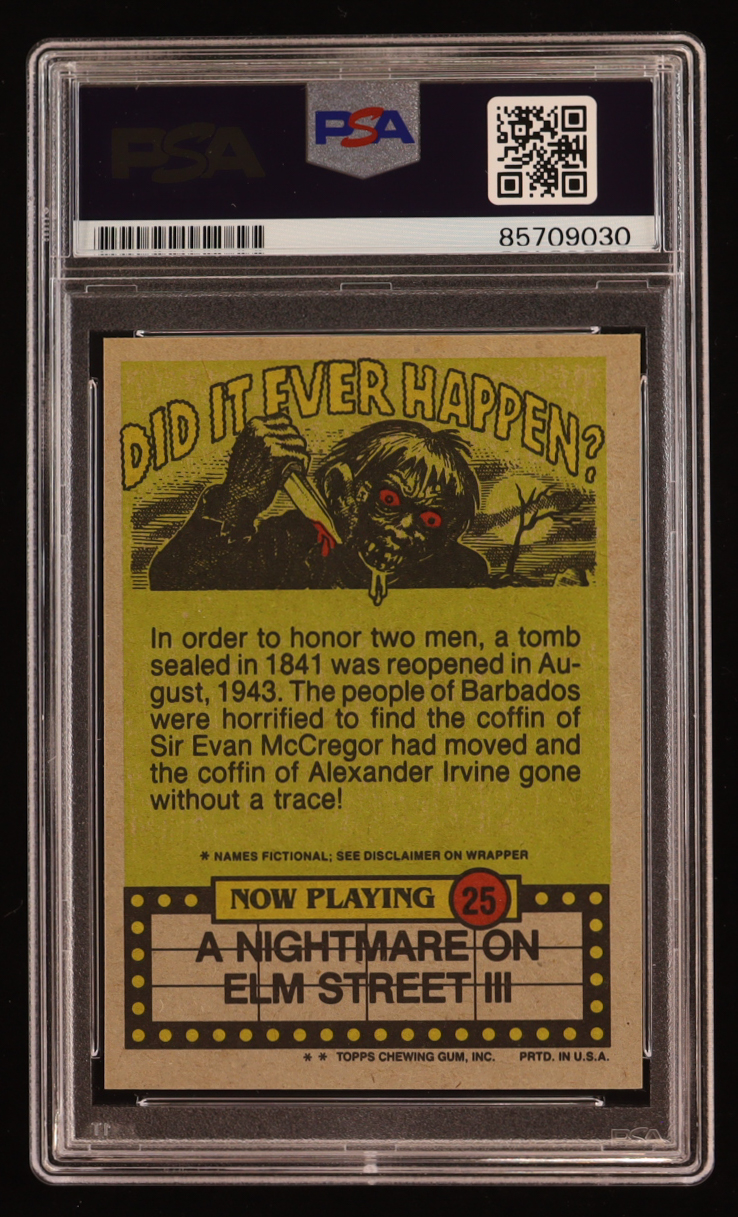 PSA
PSA
85709030
DID IT EVER HAPPEN?
In order to honor two men, a tomb
sealed in 1841 was reopened in Au-
gust, 1943. The people of Barbados
were horrified to find the coffin of
Sir Evan McCregor had moved and
the coffin of Alexander Irvine gone
without a trace!
* NAMES FICTIONAL; SEE DISCLAIMER ON WRAPPER
NOW PLAYING 25
A NIGHTMARE ON
ELM STREET III
* * TOPPS CHEWING GUM, INC. PRTD. IN U.S.A.
PSA